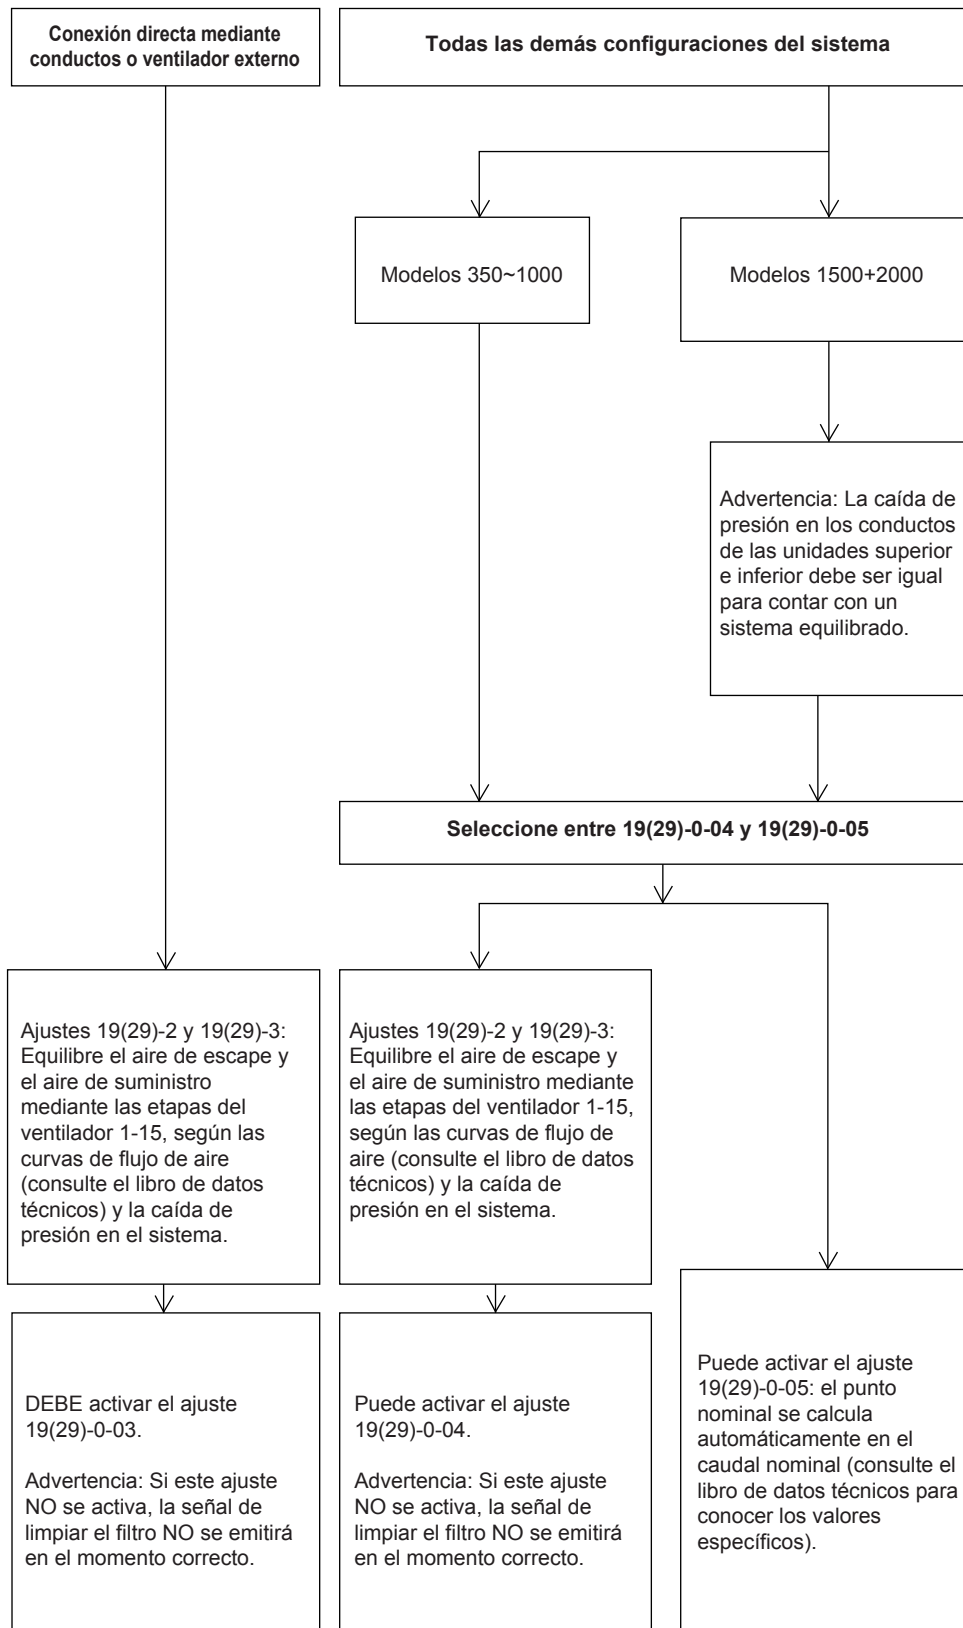 Conexión directa mediante
conductos o ventilador externo
Todas las demás configuraciones del sistema
Modelos 350~1000
Modelos 1500+2000
Advertencia: La caída de
presión en los conductos
de las unidades superior
e inferior debe ser igual
para contar con un
sistema equilibrado.
Seleccione entre 19(29)-0-04 y 19(29)-0-05
Ajustes 19(29)-2 y 19(29)-3:
Equilibre el aire de escape y
el aire de suministro
mediante las etapas del
ventilador 1-15, según las
curvas de flujo de aire
(consulte el libro de datos
técnicos) y la caída de
presión en el sistema.
Ajustes 19(29)-2 y 19(29)-3:
Equilibre el aire de escape y
el aire de suministro mediante
las etapas del ventilador 1-15,
según las curvas de flujo de
aire (consulte el libro de datos
técnicos) y la caída de
presión en el sistema.
DEBE activar el ajuste
19(29)-0-03.
Advertencia: Si este ajuste
NO se activa, la señal de
limpiar el filtro NO se emitirá
en el momento correcto.
Puede activar el ajuste
19(29)-0-04.
Advertencia: Si este ajuste
NO se activa, la señal de
limpiar el filtro NO se emitirá
en el momento correcto.
Puede activar el ajuste
19(29)-0-05: el punto
nominal se calcula
automáticamente en el
caudal nominal (consulte el
libro de datos técnicos para
conocer los valores
específicos).